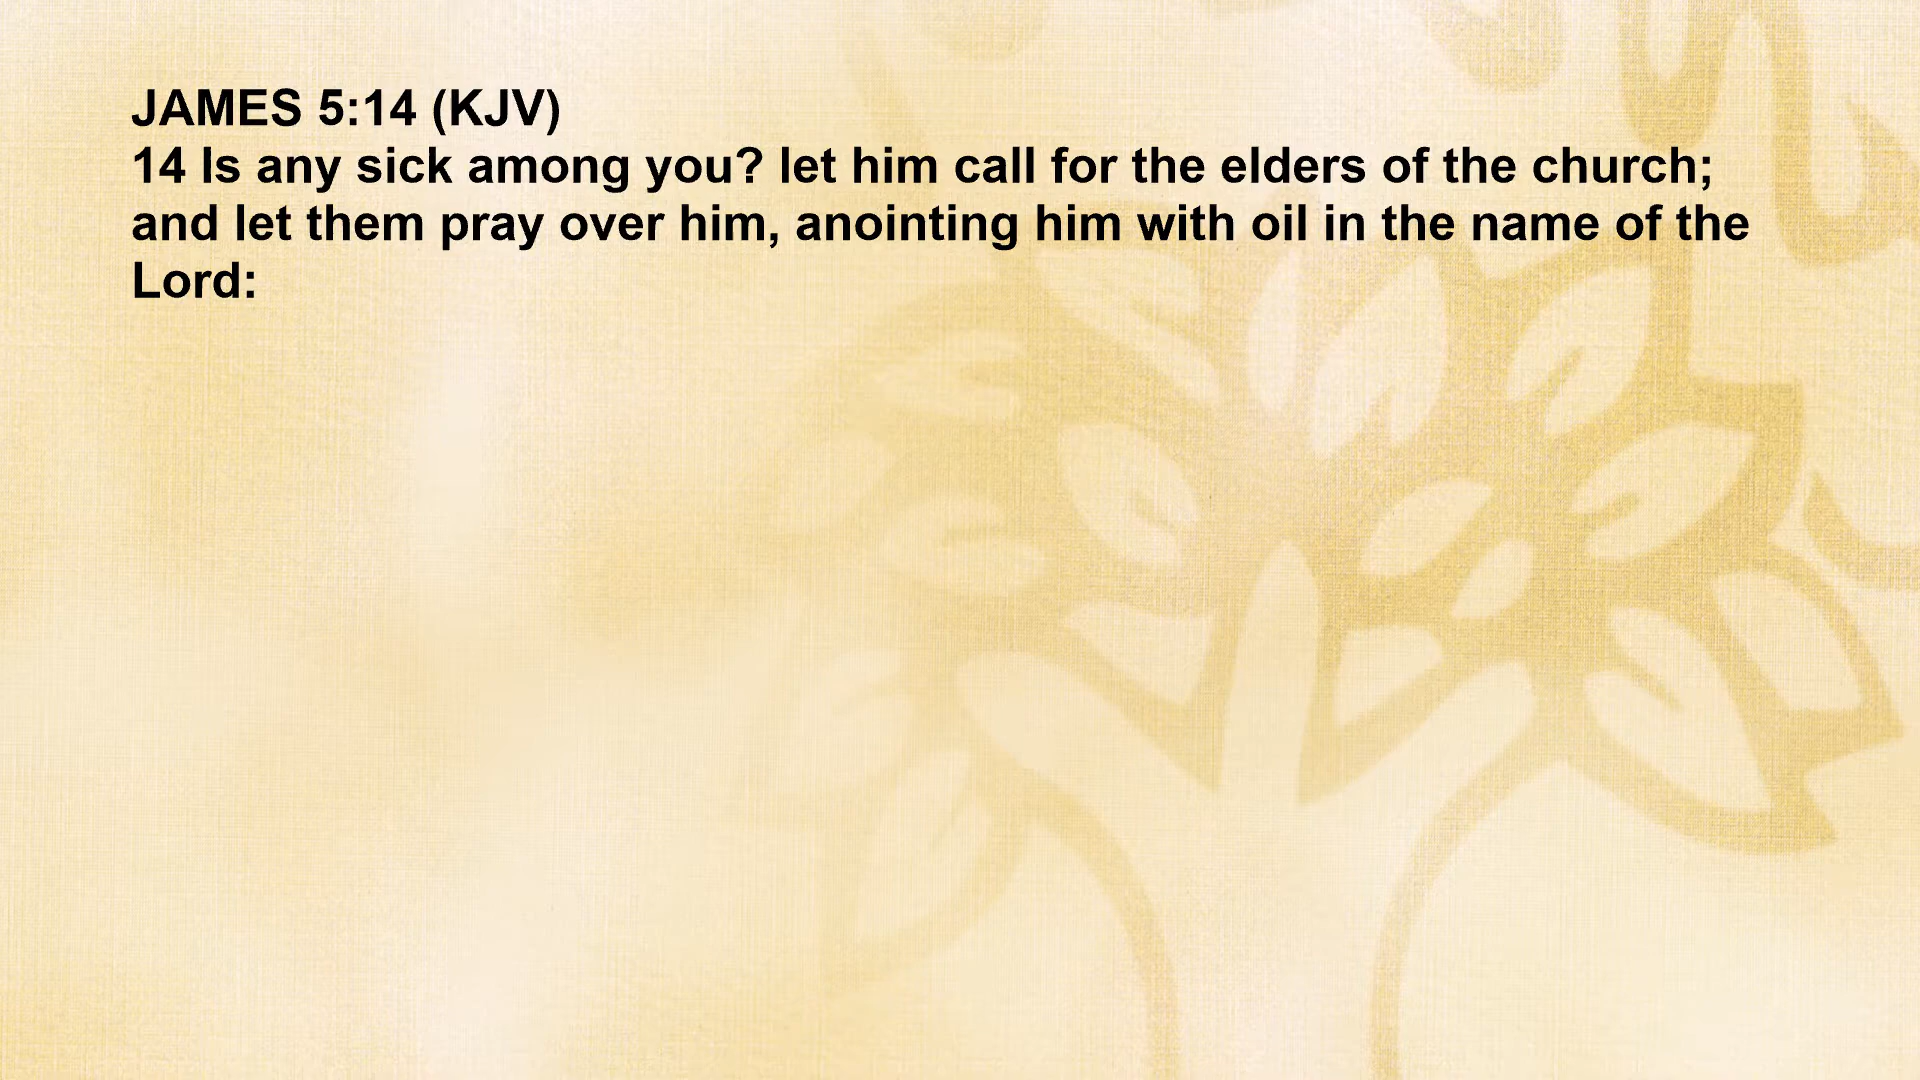 JAMES 5:14 (KJV)
14 Is any sick among you? let him call for the elders of the church;
and let them pray over him, anointing him with oil in the name of the
Lord: